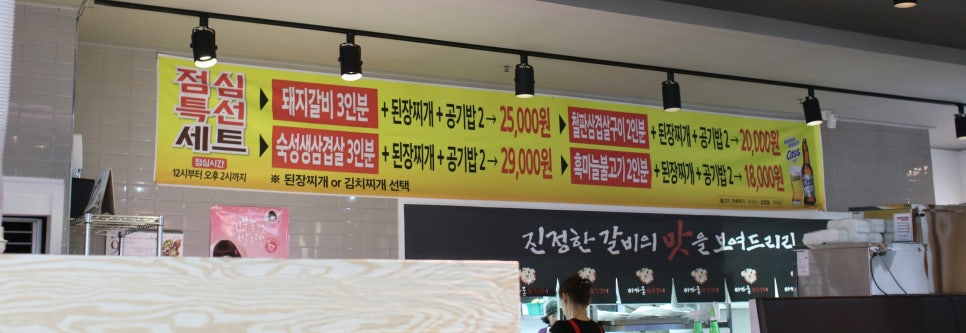 점심
특선
세트
점심시간
12시부터 오후 2시까지
▶ 돼지갈비 3인분 + 된장찌개 + 공기밥 2 → 25,000원
▶ 숙성생삼겹살 3인분 + 된장찌개 + 공기밥 2 → 29,000원
※ 된장찌개 or 김치찌개 선택
▶ 철판삼겹살구이 2인분 + 된장찌개 + 공기밥 2 → 20,000원
▶ 흑마늘불고기 2인분 + 된장찌개 + 공기밥 2 → 18,000원
Cass
진정한 갈비의 맛을 보여드리리